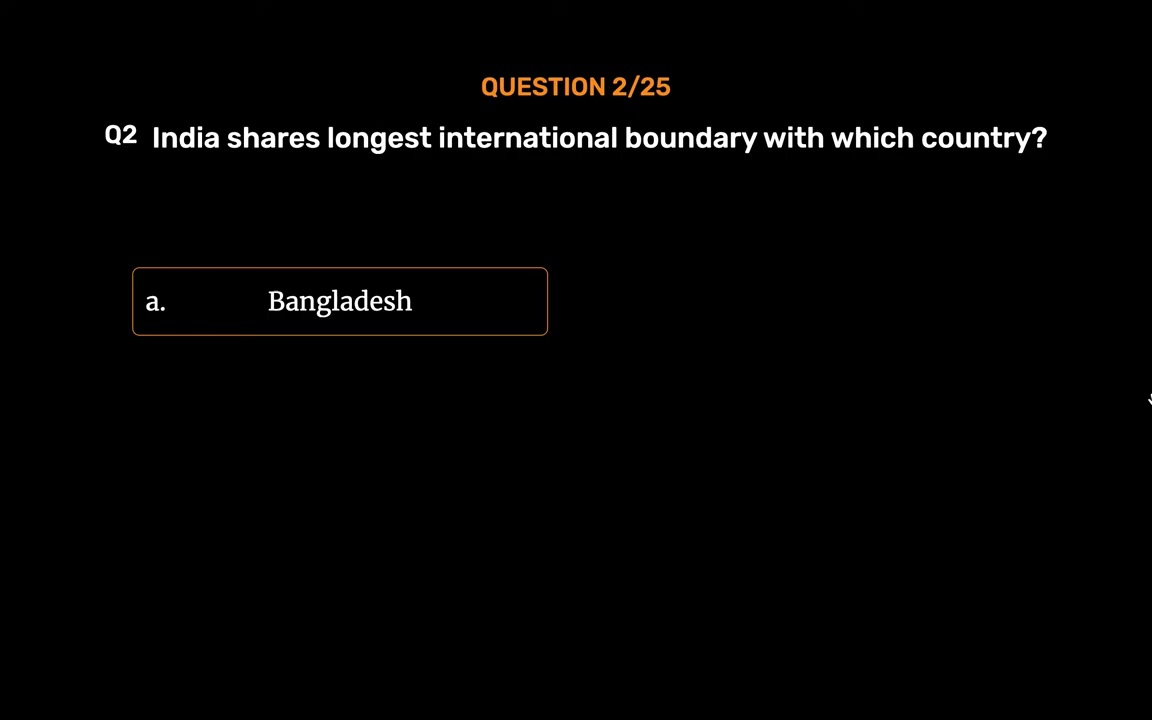 QUESTION 2/25
Q2 India shares longest international boundary with which country?
a. Bangladesh